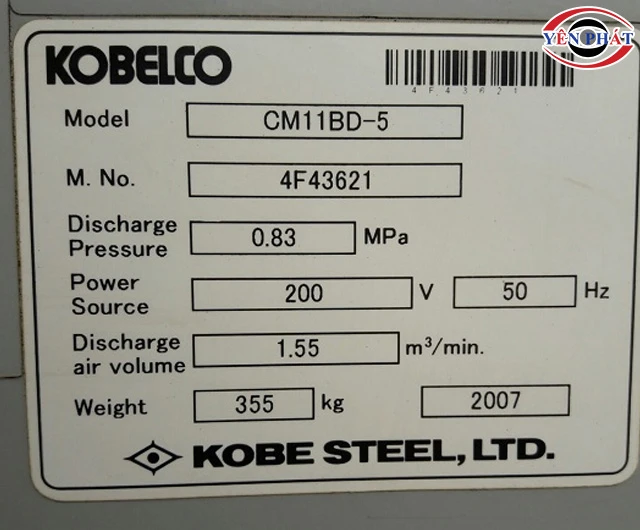 YÊN PHÁT
KOBELCO
4F43621
Model CM11BD-5
M. No. 4F43621
Discharge
Pressure 0.83 MPa
Power
Source 200 V 50 Hz
Discharge
air volume 1.55 m³/min.
Weight 355 kg 2007
KOBE STEEL, LTD.